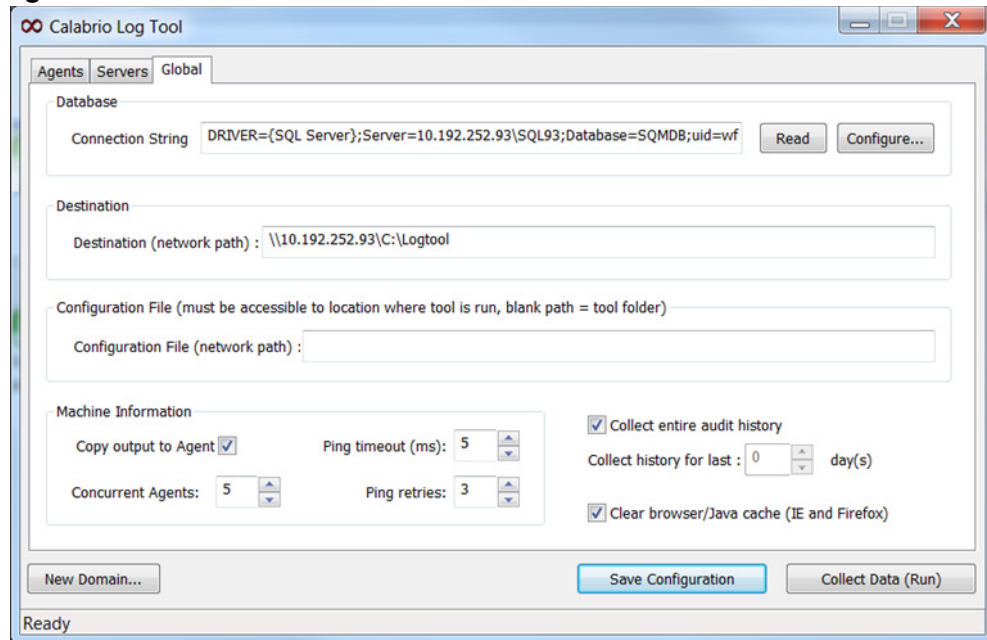 Calabrio Log Tool
Agents Servers Global
Database
Connection String DRIVER={SQL Server};Server=10.192.252.93\SQL93;Database=SQMDB;uid=wf Read Configure...
Destination
Destination (network path) : \\10.192.252.93\C:\Logtool
Configuration File (must be accessible to location where tool is run, blank path = tool folder)
Configuration File (network path) :
Machine Information
Copy output to Agent Ping timeout (ms): 5
Concurrent Agents: 5 Ping retries: 3
Collect entire audit history
Collect history for last : 0 day(s)
Clear browser/Java cache (IE and Firefox)
New Domain... Save Configuration Collect Data (Run)
Ready